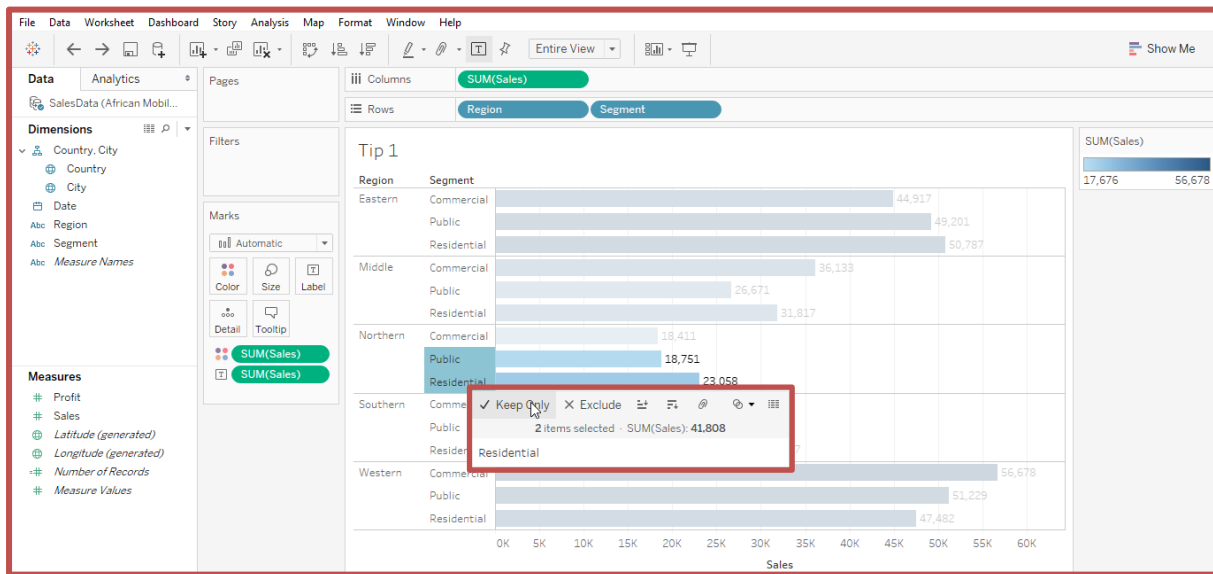 File Data Worksheet Dashboard Story Analysis Map Format Window Help
Entire View
Show Me
Data Analytics
SalesData (African Mobil...
Dimensions
Country, City
Country
City
Date
Abc Region
Abc Segment
Abc Measure Names
Measures
Profit
Sales
Latitude (generated)
Longitude (generated)
Number of Records
Measure Values
Pages
Filters
Marks
Automatic
Color Size Label
Detail Tooltip
SUM(Sales)
SUM(Sales)
Columns SUM(Sales)
Rows Region Segment
Tip 1
Region Segment
Eastern Commercial 44,917
Public 49,201
Residential 50,787
Middle Commercial 36,133
Public 26,671
Residential 31,817
Northern Commercial 18,411
Public 18,751
Residential 23,058
Southern
Public
Keep Only Exclude
2 items selected · SUM(Sales): 41,808
Residential
Western Commercial 56,678
Public 51,229
Residential 47,482
0K 5K 10K 15K 20K 25K 30K 35K 40K 45K 50K 55K 60K
Sales
SUM(Sales)
17,676 56,678